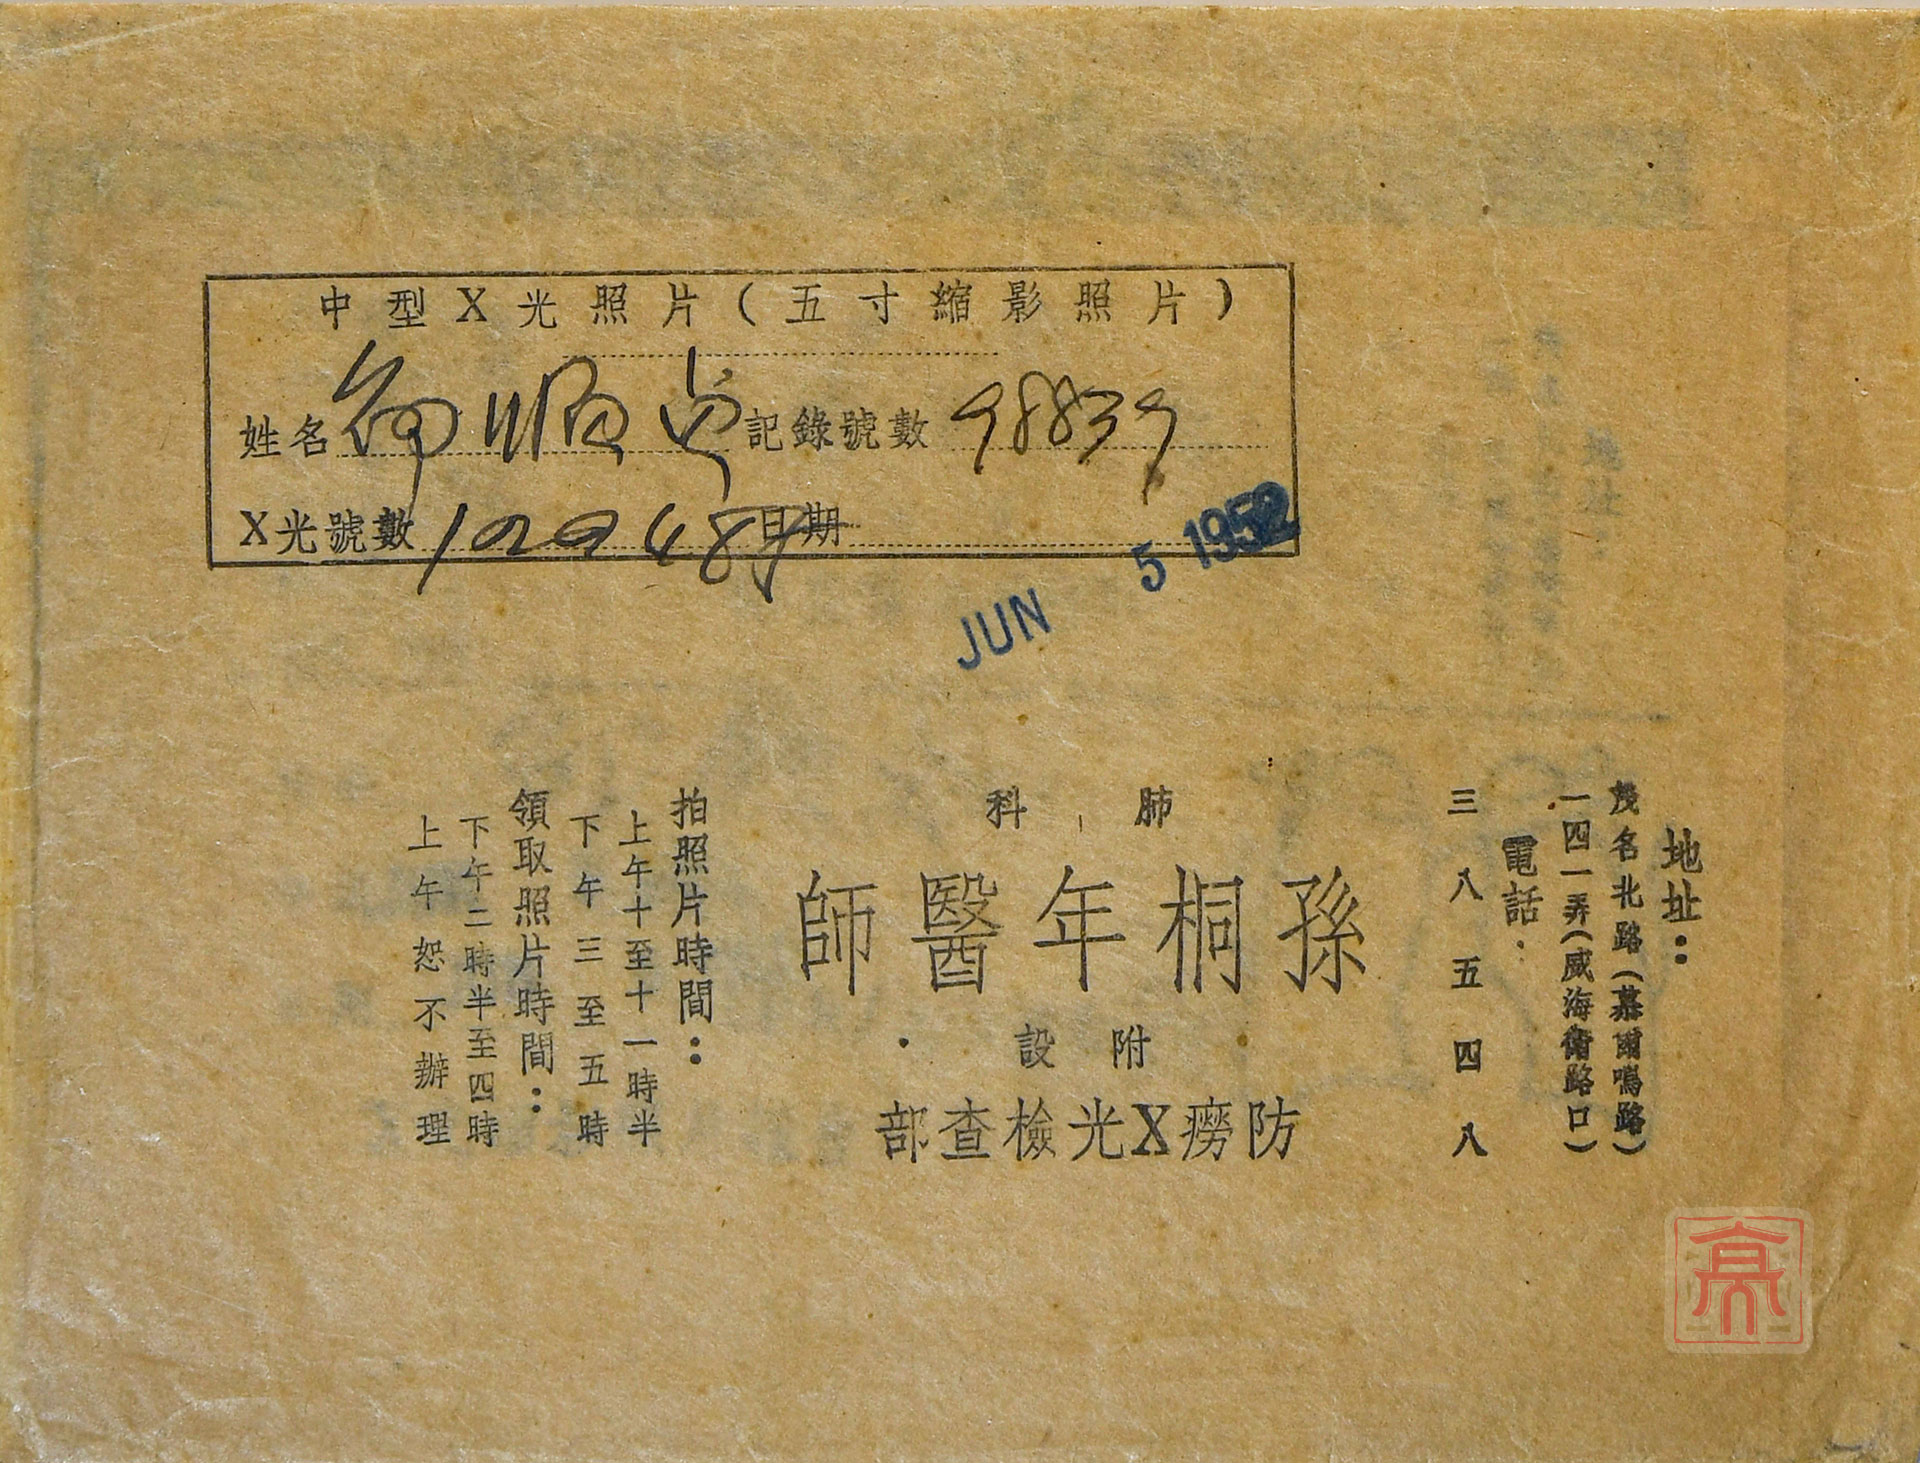 中型X光照片(五寸縮影照片)
姓名 順 記錄號數 98839
X光號數 日期
JUN 5 1952
地址：
茂名北路(慕爾鳴路)
一四一弄(威海衞路口)
電話：
三八五四八
肺科
孫桐年醫師
附設
防癆X光檢查部
拍照片時間：
上午十至十一時半
下午三至五時
領取照片時間：
下午二時半至四時
上午恕不辦理